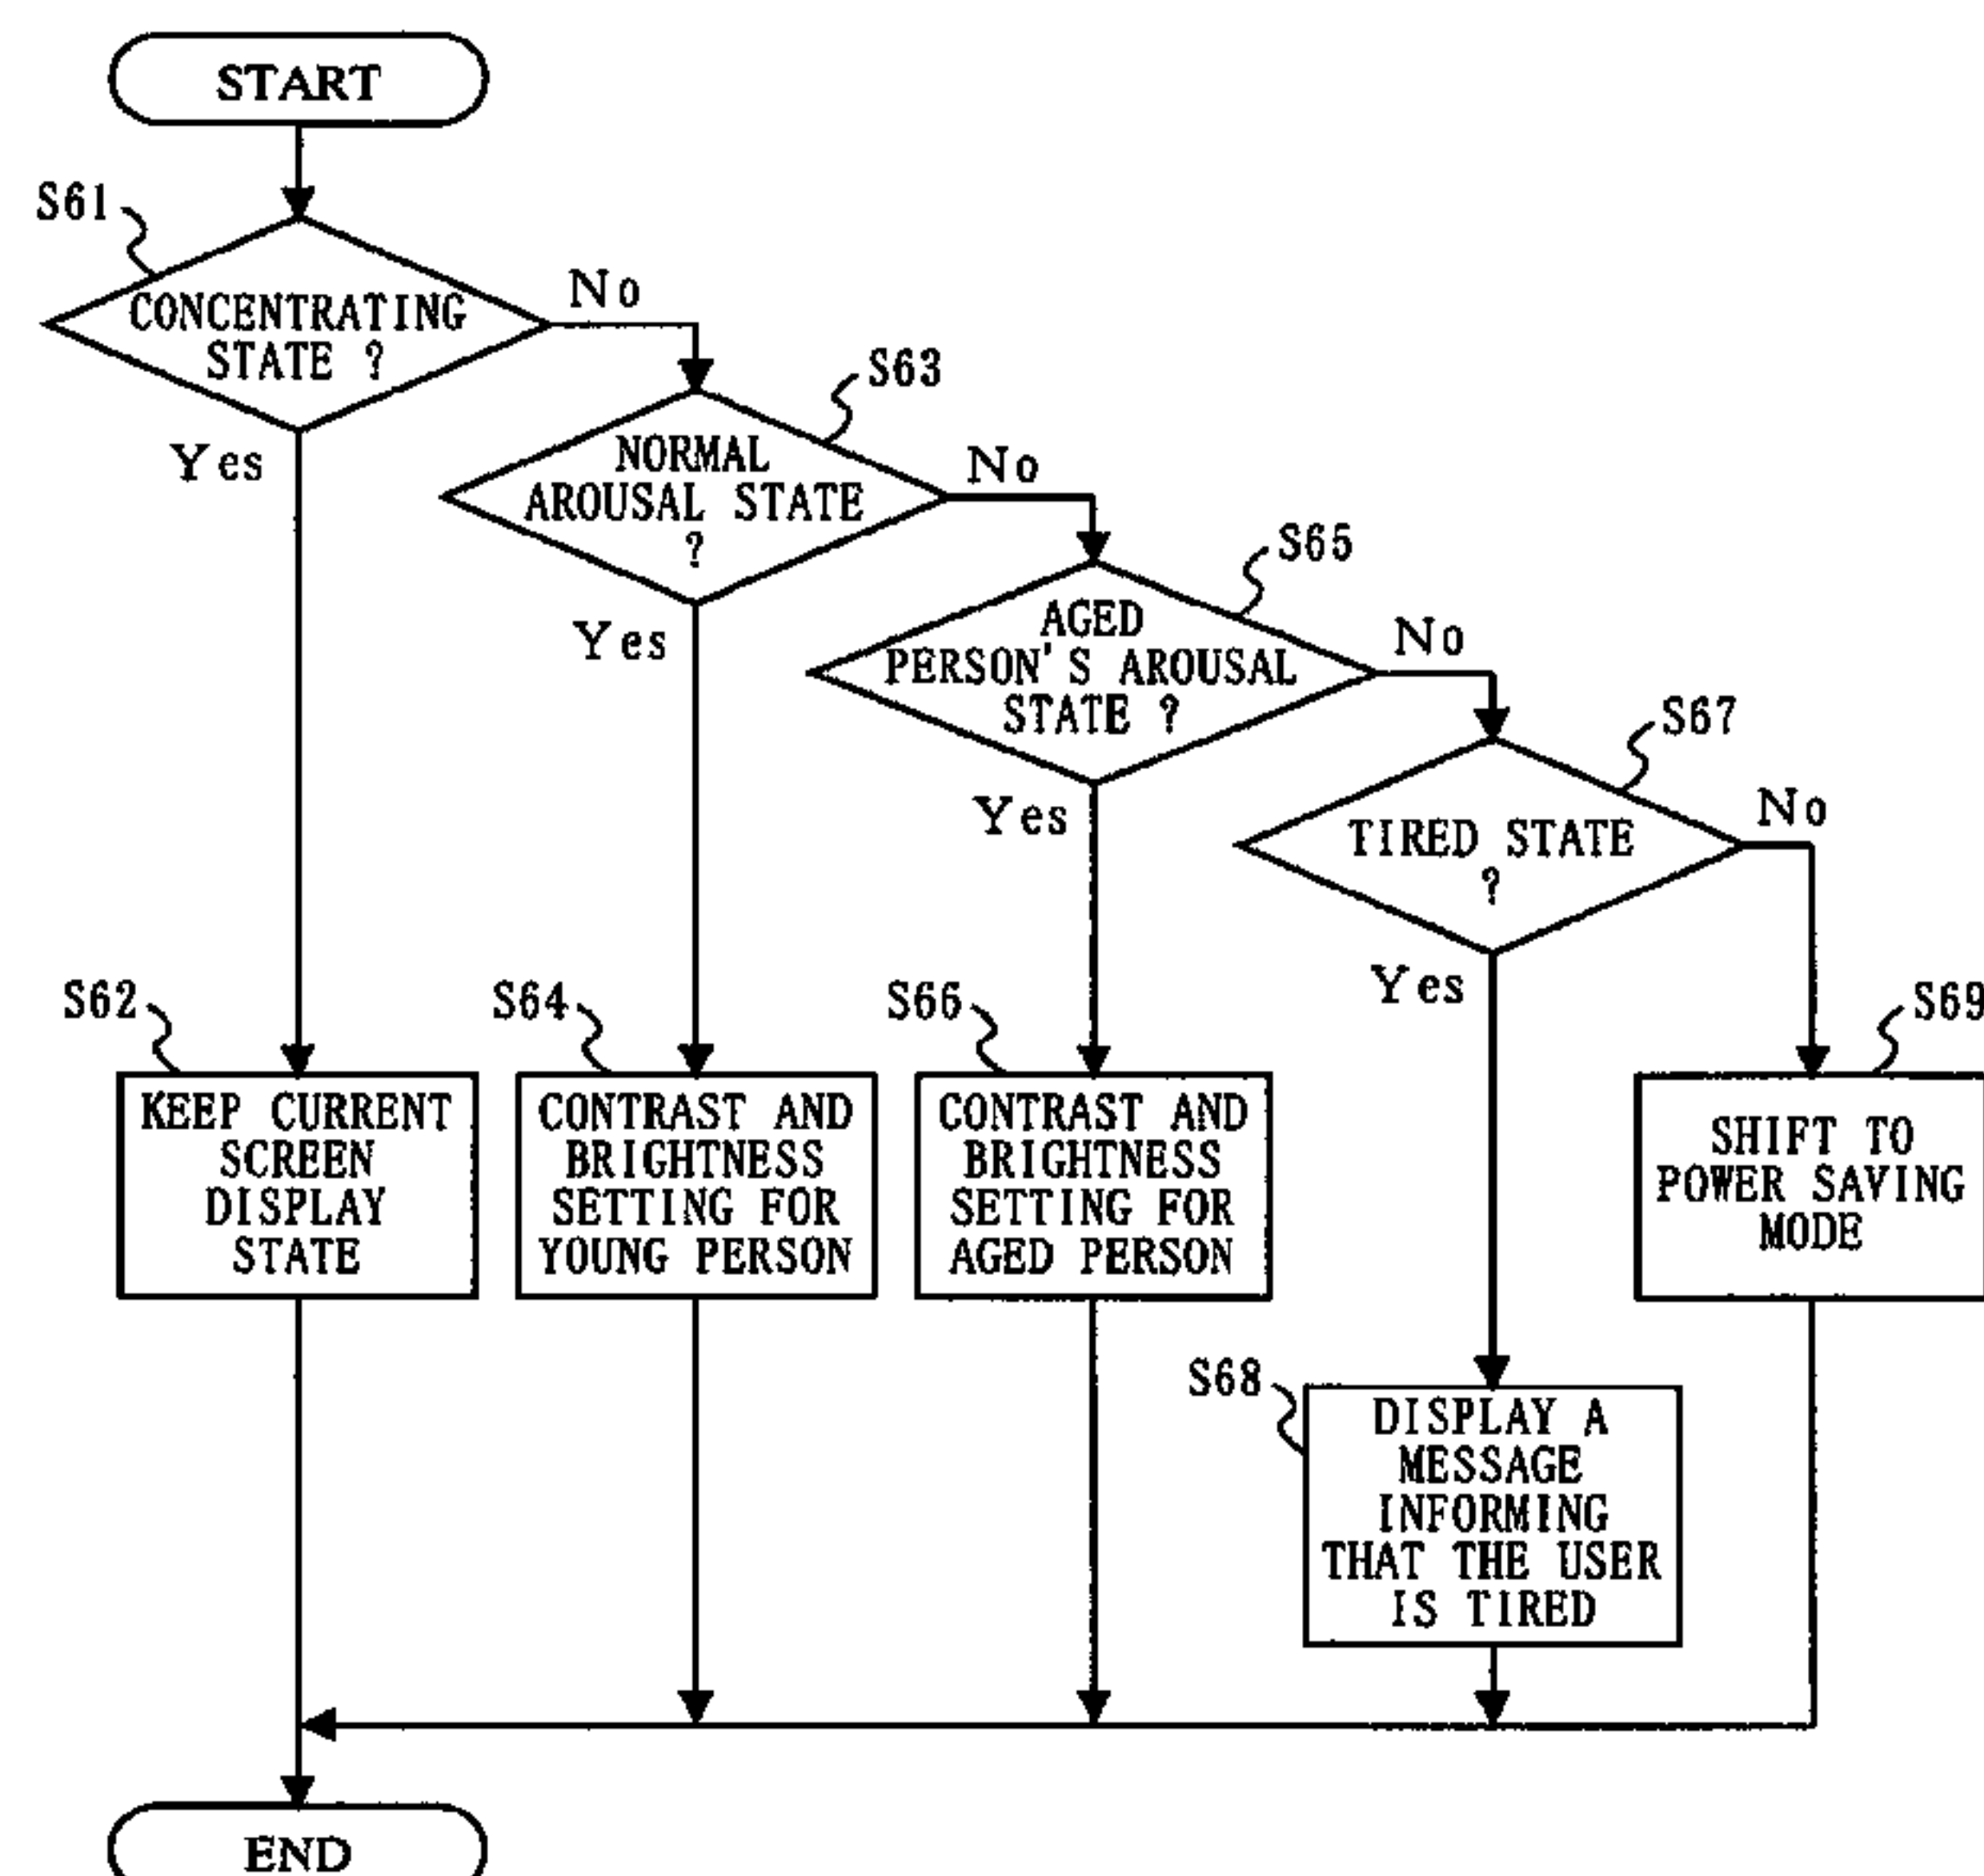 START
S61
CONCENTRATING
STATE ?
No
Yes
S63
NORMAL
AROUSAL STATE
?
No
Yes
S65
AGED
PERSON'S AROUSAL
STATE ?
No
Yes
S67
TIRED STATE
?
No
Yes
S62
KEEP CURRENT
SCREEN
DISPLAY
STATE
S64
CONTRAST AND
BRIGHTNESS
SETTING FOR
YOUNG PERSON
S66
CONTRAST AND
BRIGHTNESS
SETTING FOR
AGED PERSON
S69
SHIFT TO
POWER SAVING
MODE
S68
DISPLAY A
MESSAGE
INFORMING
THAT THE USER
IS TIRED
END